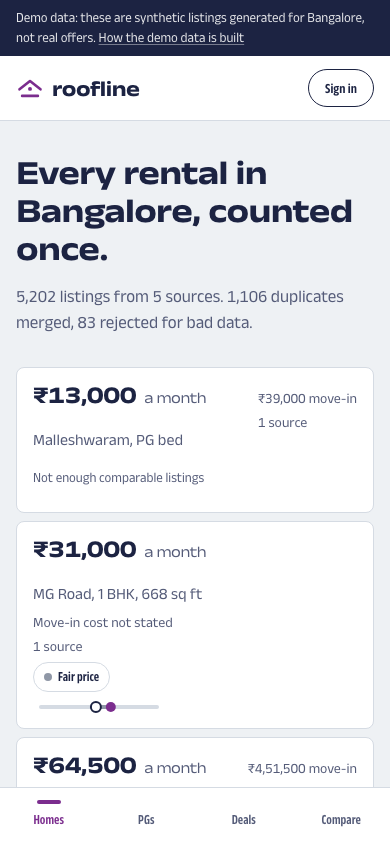 Demo data: these are synthetic listings generated for Bangalore,
not real offers. How the demo data is built
roofline
Sign in
Every rental in
Bangalore, counted
once.
5,202 listings from 5 sources. 1,106 duplicates
merged, 83 rejected for bad data.
₹13,000 a month
₹39,000 move-in
1 source
Malleshwaram, PG bed
Not enough comparable listings
₹31,000 a month
MG Road, 1 BHK, 668 sq ft
Move-in cost not stated
1 source
Fair price
₹64,500 a month
₹4,51,500 move-in
Homes
PGs
Deals
Compare